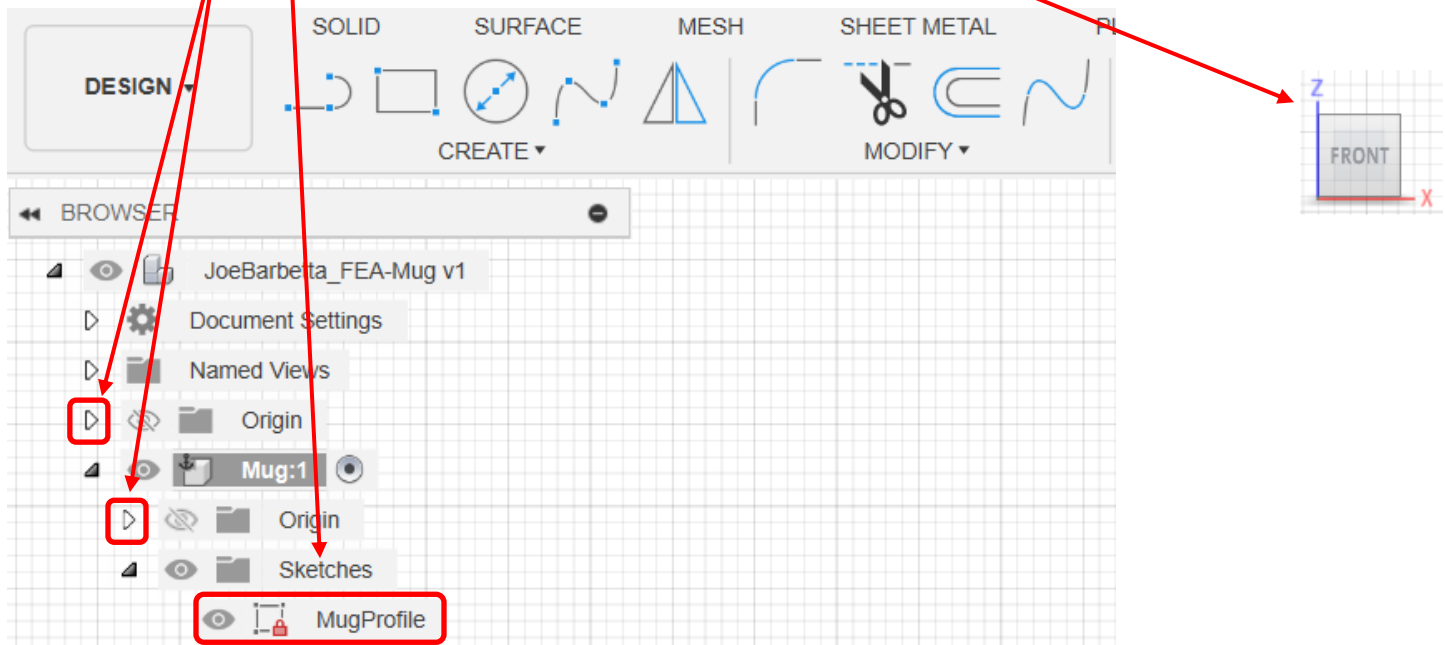 SOLID SURFACE MESH SHEET METAL
DESIGN
CREATE MODIFY
Z
FRONT
X
BROWSER
JoeBarbetta_FEA-Mug v1
Document Settings
Named Views
Origin
Mug:1
Origin
Sketches
MugProfile